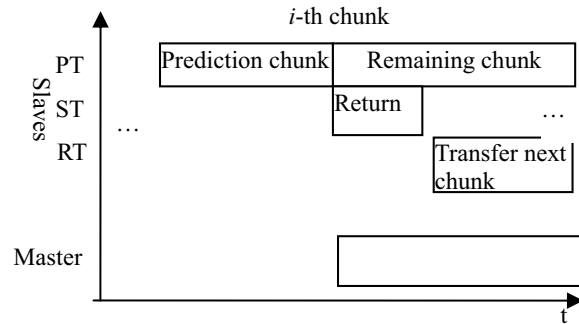 i-th chunk
PT
Prediction chunk
Remaining chunk
Slaves
ST
Return
…
…
RT
Transfer next
chunk
Master
t